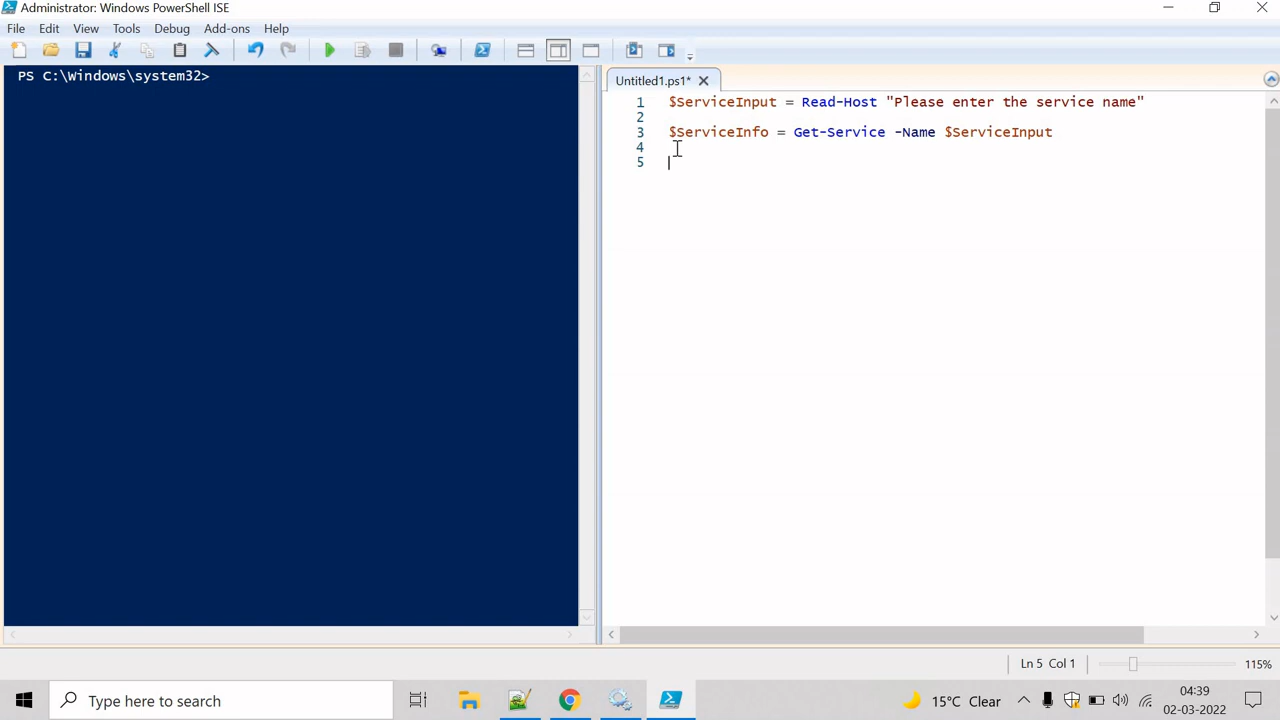 Administrator: Windows PowerShell ISE
File Edit View Tools Debug Add-ons Help
PS C:\Windows\system32>
Untitled1.ps1*
1 $ServiceInput = Read-Host "Please enter the service name"
2
3 $ServiceInfo = Get-Service -Name $ServiceInput
4
5
Ln 5 Col 1
115%
Type here to search
15°C Clear
04:39
02-03-2022